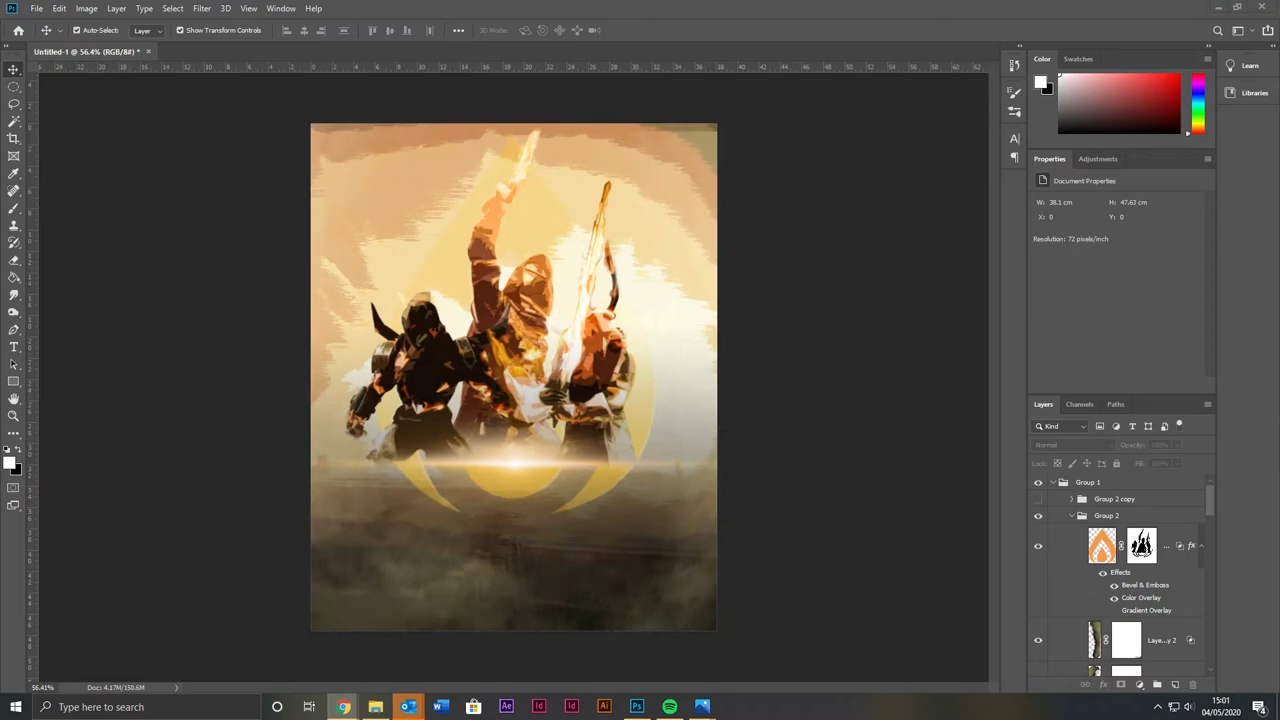 File Edit Image Layer Type Select Filter 3D View Window Help
Auto-Select: Layer Show Transform Controls 3D Mode:
Untitled-1 @ 56.4% (RGB/8#) *
Color Swatches
Learn
Libraries
Properties Adjustments
Document Properties
W: 38.1 cm H: 47.63 cm
X: 0 Y: 0
Resolution: 72 pixels/inch
Layers Channels Paths
Kind
Normal Opacity: 100%
Lock: Fill: 100%
Group 1
Group 2 copy
Group 2
... fx
Effects
Bevel & Emboss
Color Overlay
Gradient Overlay
Laye...y 2
56.41% Doc: 4.17M/150.6M
Type here to search
15:01
04/05/2020